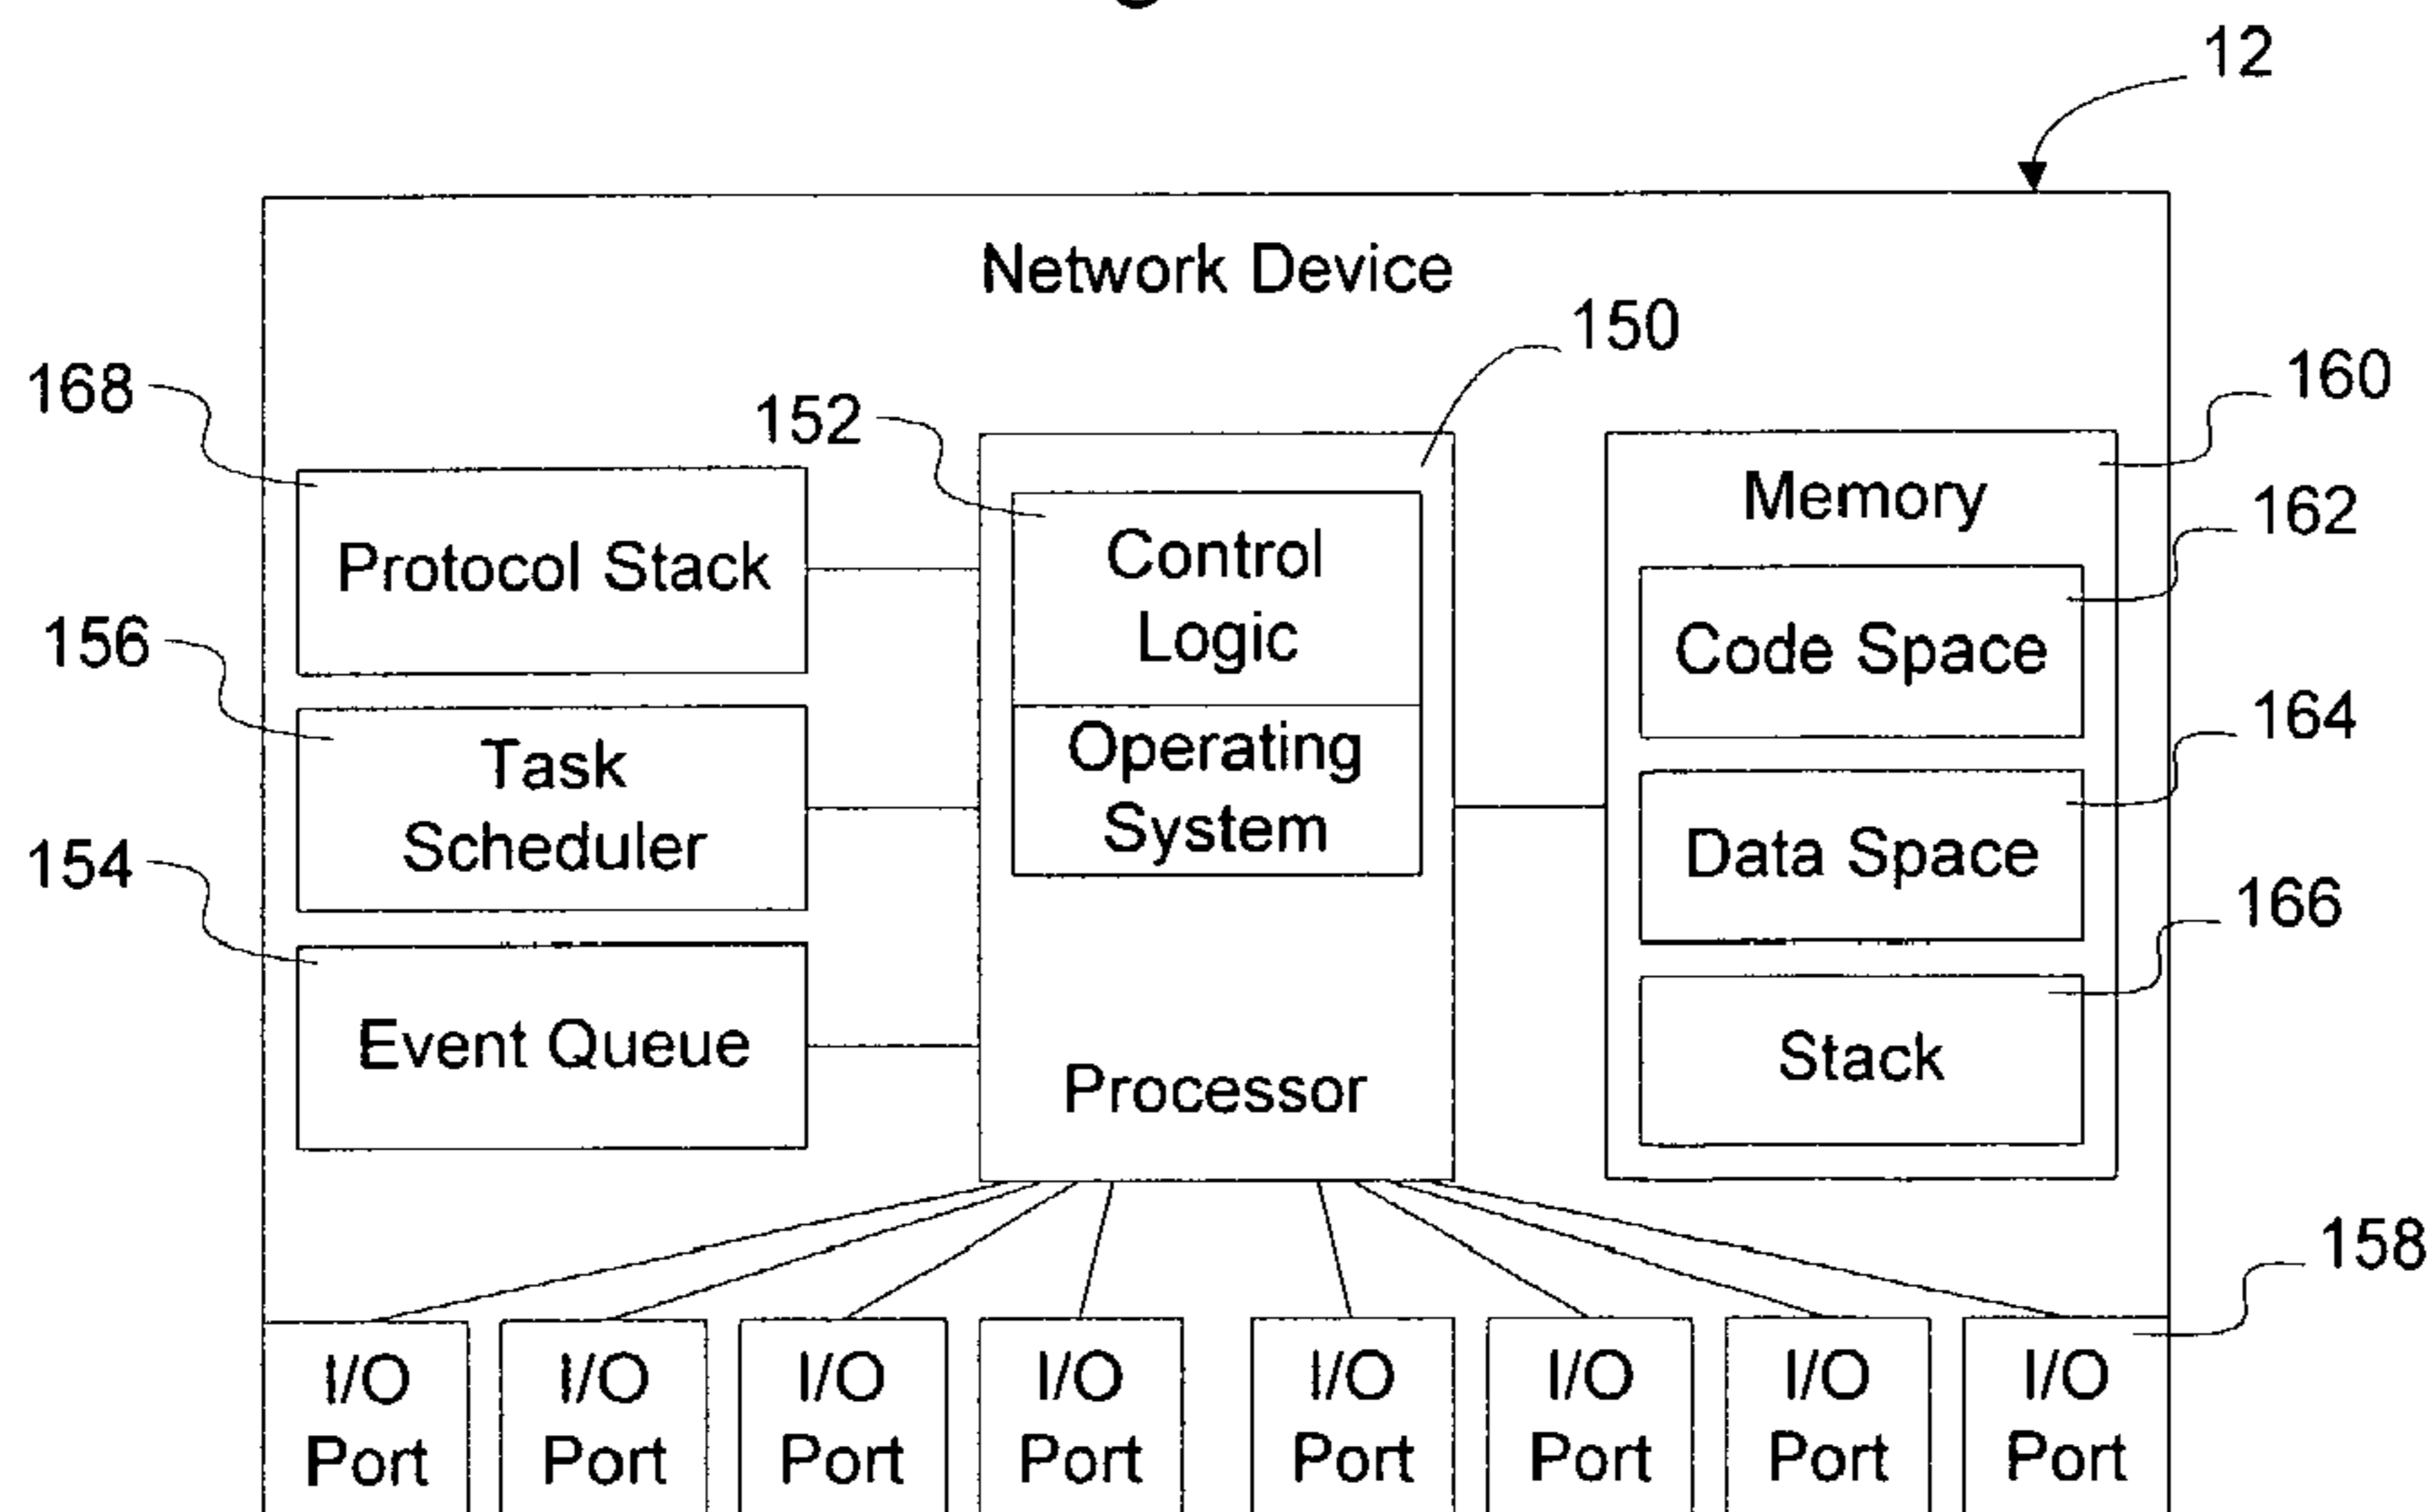 12
Network Device
150
168
152
160
Memory
162
Protocol Stack
Control
Logic
Code Space
156
164
Task
Scheduler
Operating
System
Data Space
154
166
Event Queue
Processor
Stack
158
I/O
Port
I/O
Port
I/O
Port
I/O
Port
I/O
Port
I/O
Port
I/O
Port
I/O
Port